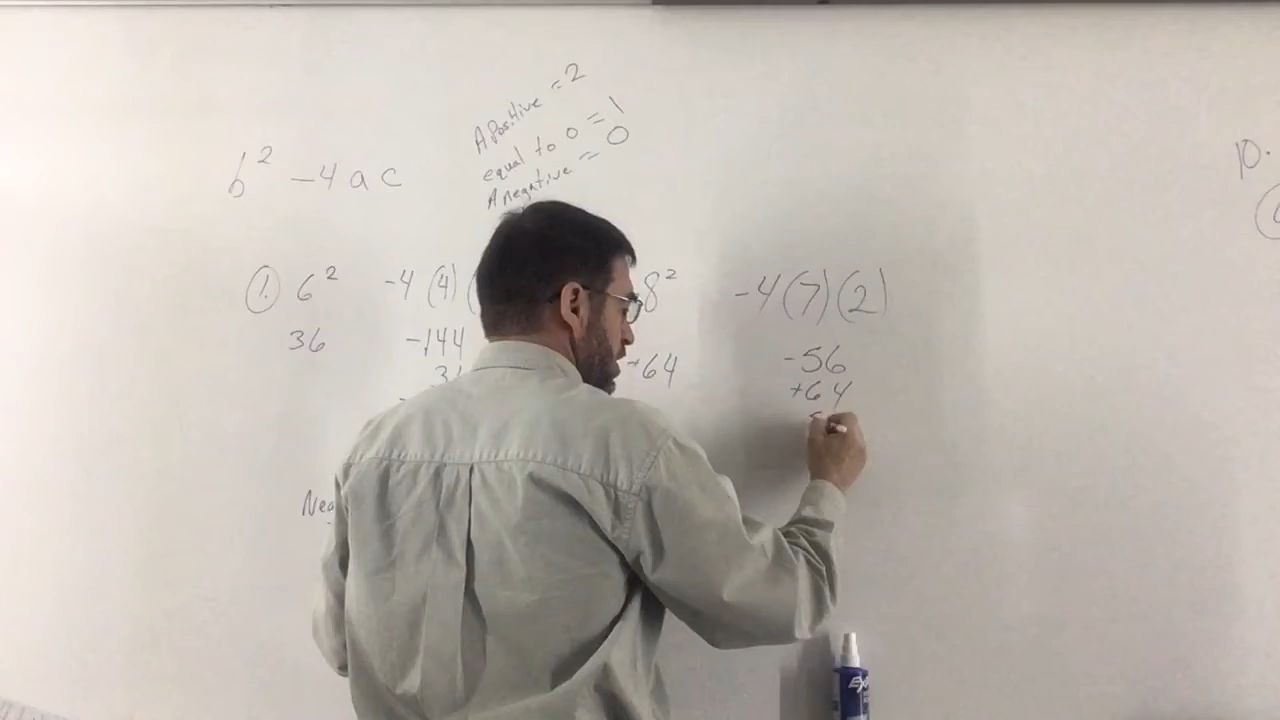 A positive = 2
equal to 0 = 1
A negative = 0
b² -4ac
10.
1. 6² -4(4)(
36
-144
8² -4(7)(2)
+64
-56
+64